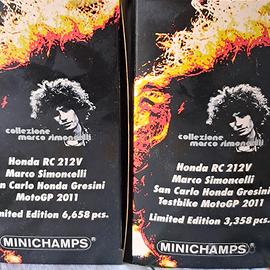 collezione
marco simoncelli
Honda RC 212V
Marco Simoncelli
San Carlo Honda Gresini
MotoGP 2011
Limited Edition 6,658 pcs.
MINICHAMPS®
collezione
marco simoncelli
Honda RC 212V
Marco Simoncelli
San Carlo Honda Gresini
Testbike MotoGP 2011
Limited Edition 3,358 pcs.
MINICHAMPS®